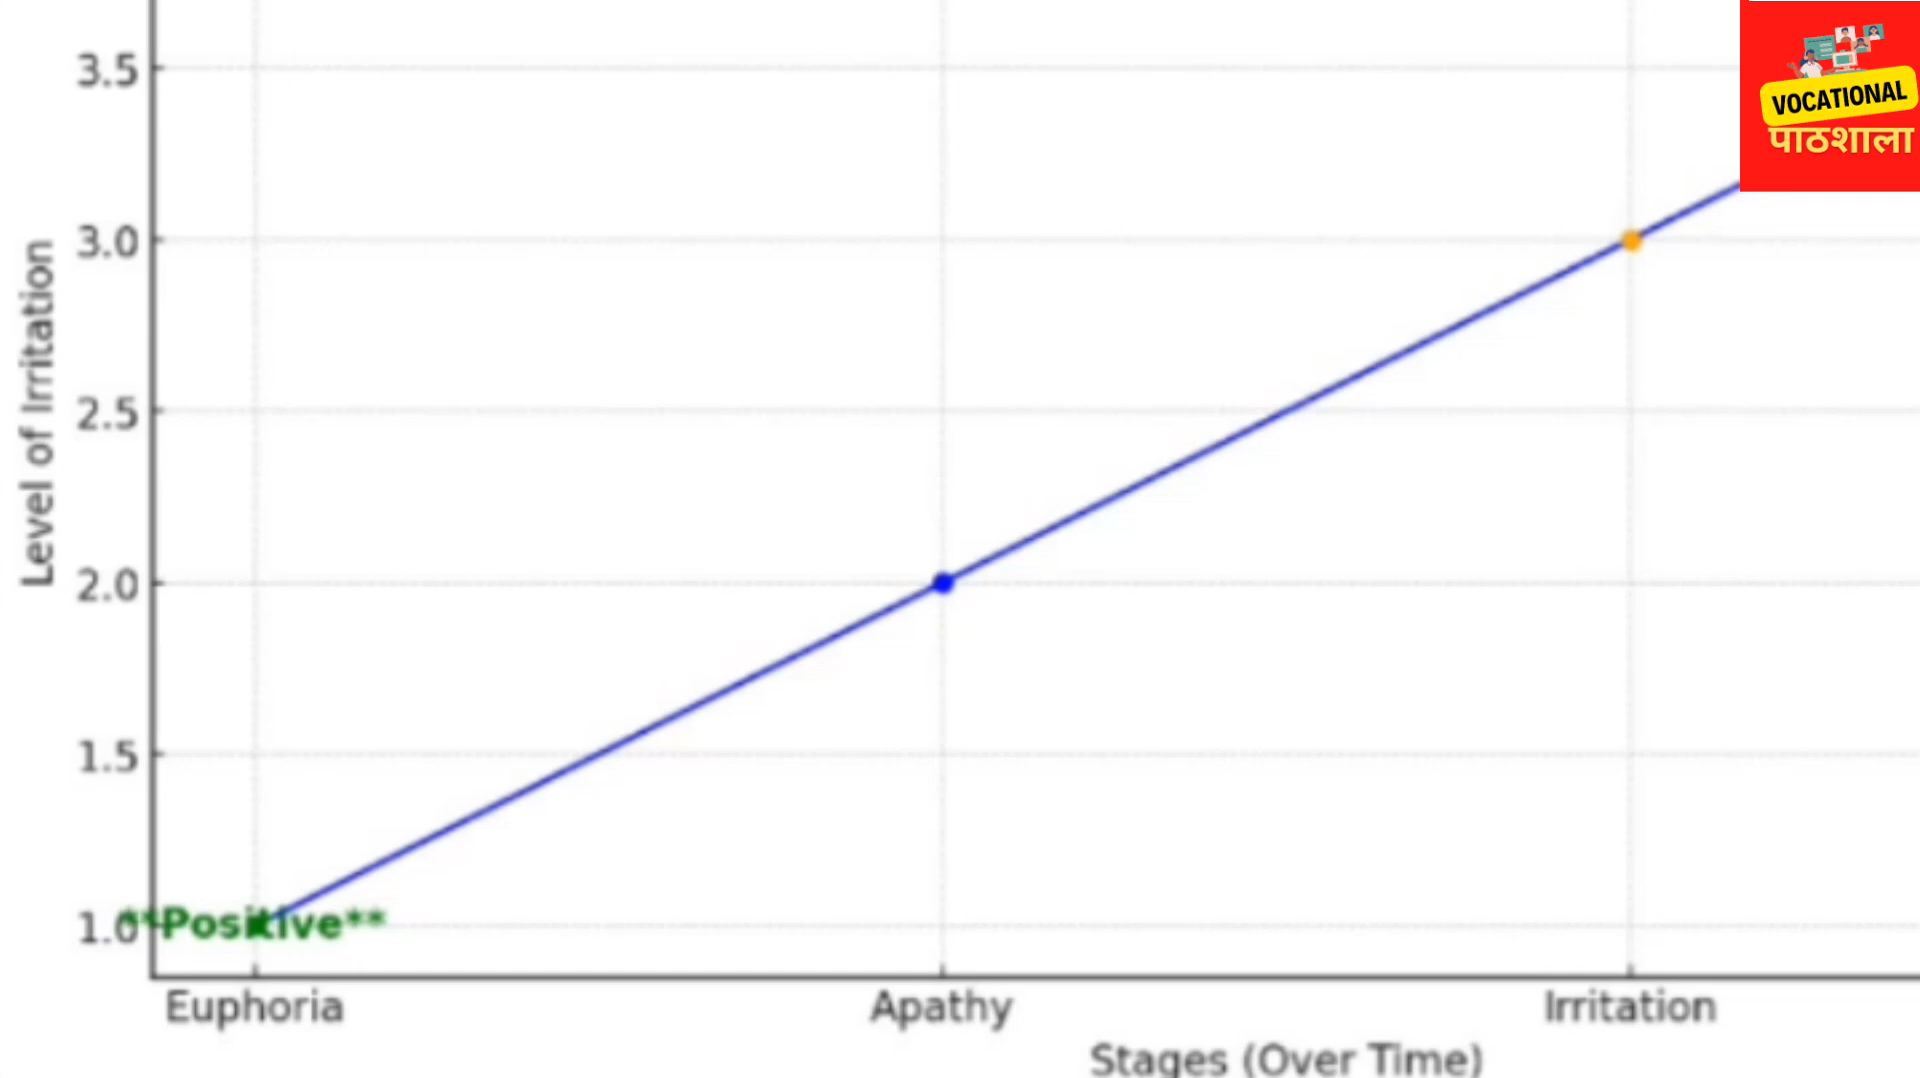 3.5
VOCATIONAL
पाठशाला
3.0
2.5
2.0
1.5
1.0
**Positive**
Level of Irritation
Euphoria
Apathy
Irritation
Stages (Over Time)